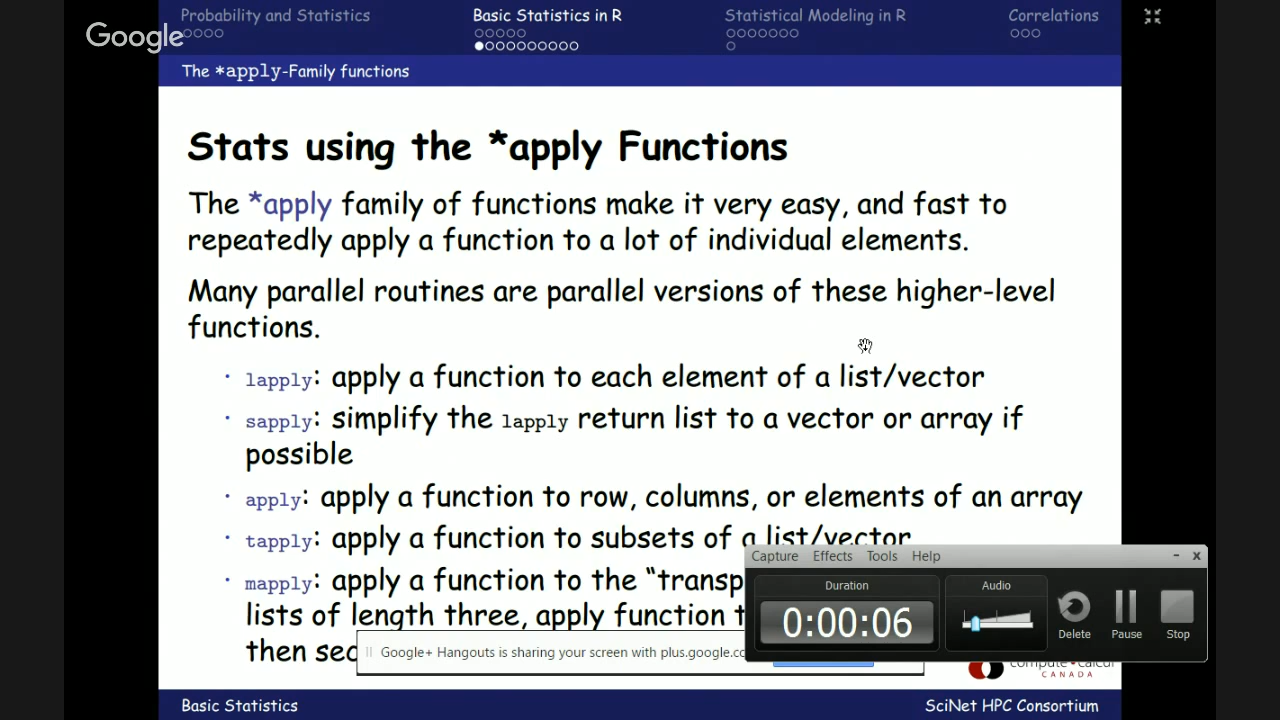 Google
Probability and Statistics
Basic Statistics in R
Statistical Modeling in R
Correlations
The *apply-Family functions
Stats using the *apply Functions
The *apply family of functions make it very easy, and fast to
repeatedly apply a function to a lot of individual elements.
Many parallel routines are parallel versions of these higher-level
functions.
· lapply: apply a function to each element of a list/vector
· sapply: simplify the lapply return list to a vector or array if
possible
· apply: apply a function to row, columns, or elements of an array
· tapply: apply a function to subsets of a list/vector
· mapply: apply a function to the “transp
lists of length three, apply function t
then sec
Capture Effects Tools Help
Duration
Audio
0:00:06
Delete Pause Stop
Google+ Hangouts is sharing your screen with plus.google.co
compute • calcul
CANADA
Basic Statistics
SciNet HPC Consortium